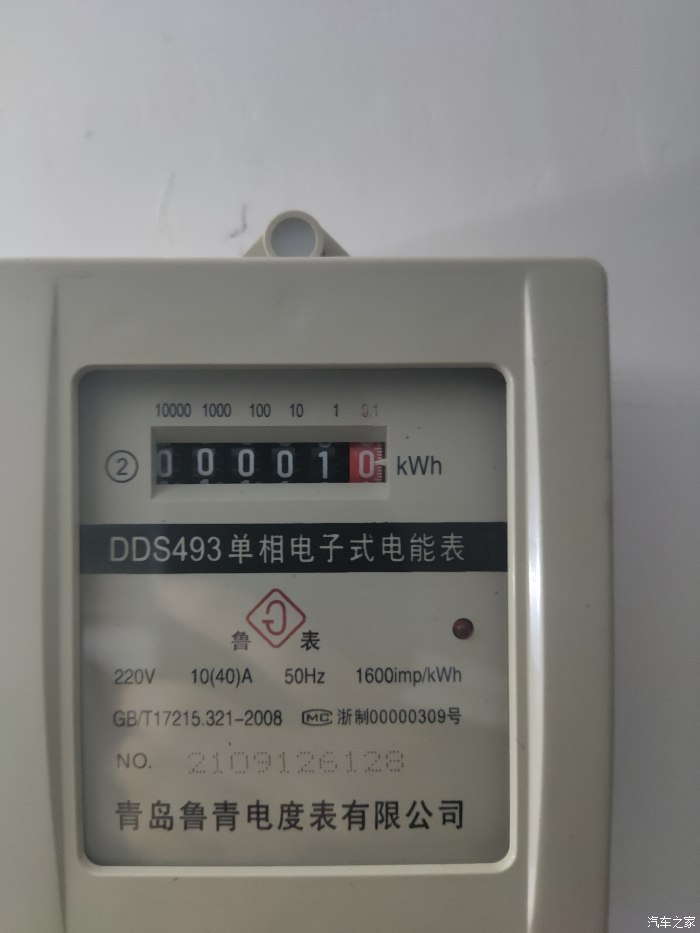 10000 1000 100 10 1 0.1
② 000010 kWh
DDS493单相电子式电能表
鲁 表
220V 10(40)A 50Hz 1600imp/kWh
GB/T17215.321-2008 MC 浙制00000309号
NO. 2109126128
青岛鲁青电度表有限公司
汽车之家